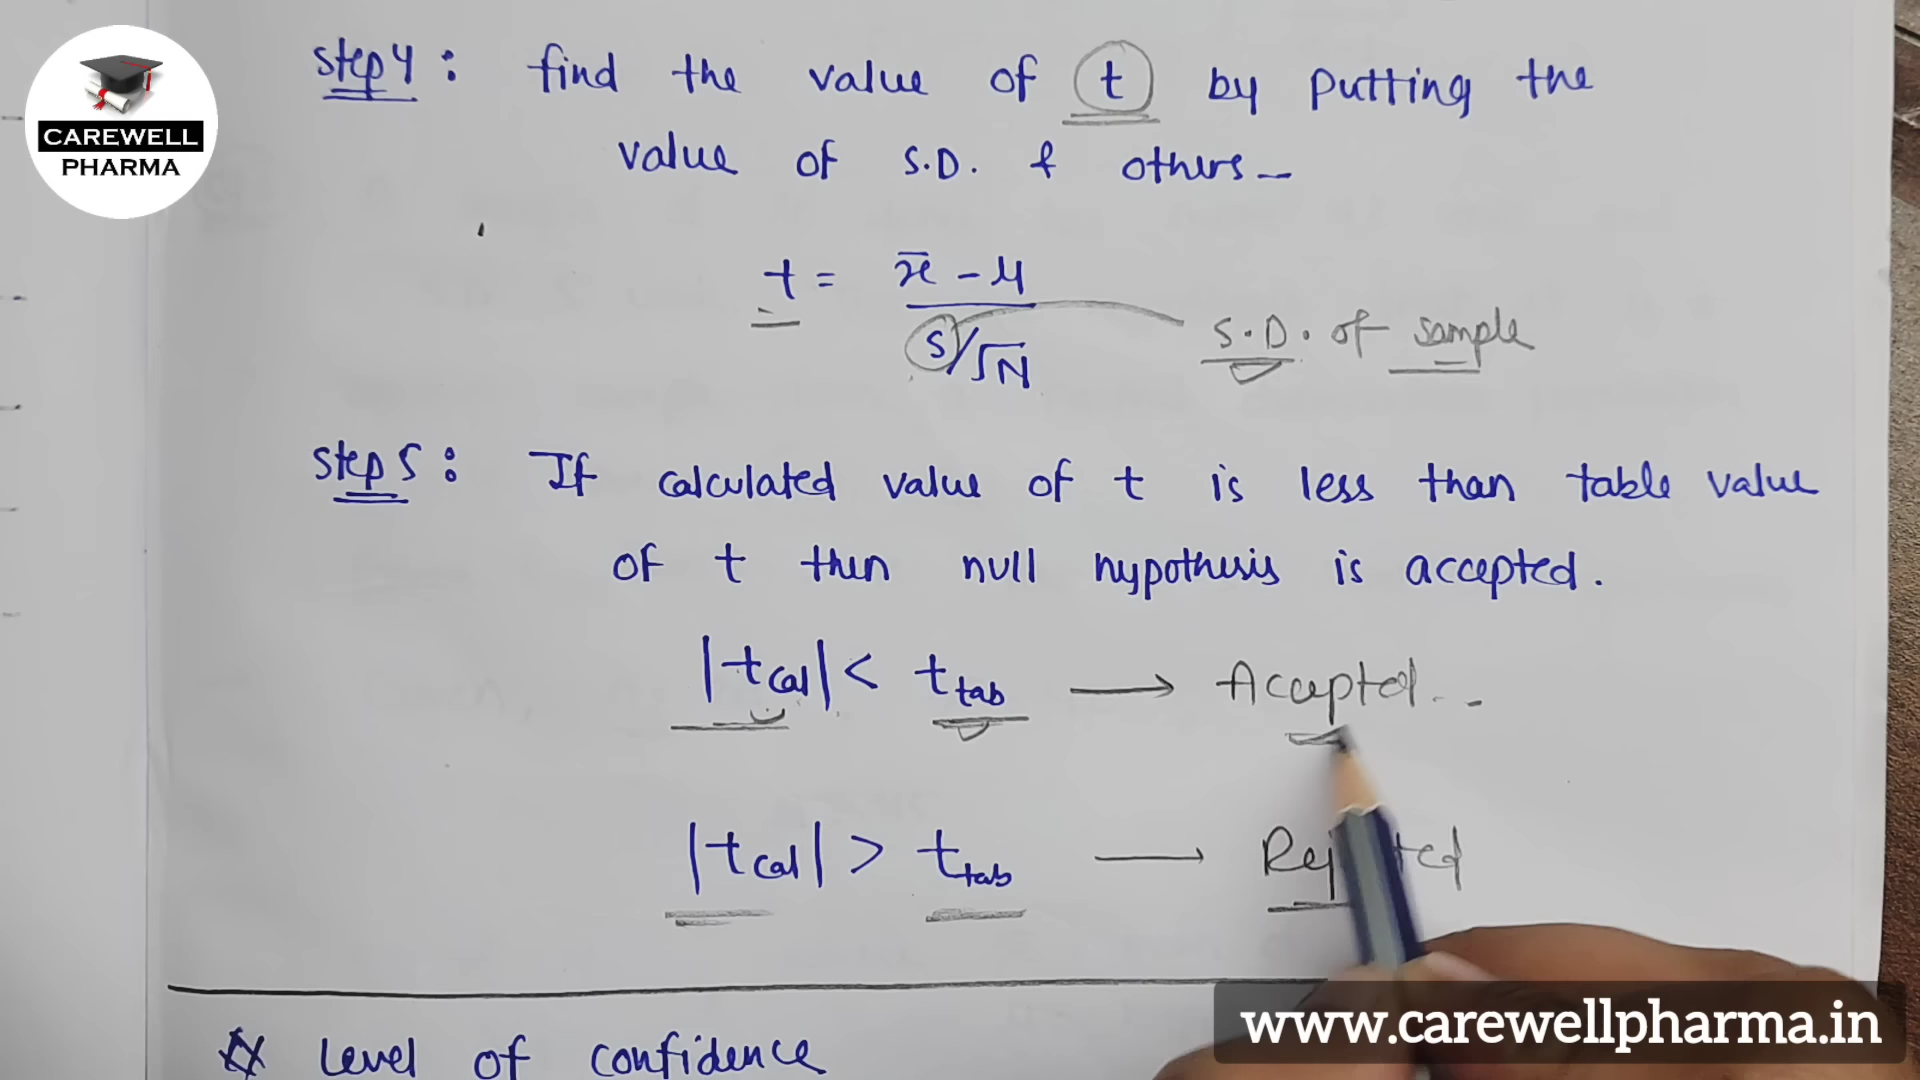 CAREWELL
PHARMA
Step 4 : find the value of t by putting the
value of S.D. & others -
t = x̄ - μ
S/√N
S.D. of sample
Step 5 : If calculated value of t is less than table value
of t then null hypothesis is accepted.
|tcal| < ttab → Accepted..
|tcal| > ttab → Rejected
☆ Level of confidence
www.carewellpharma.in